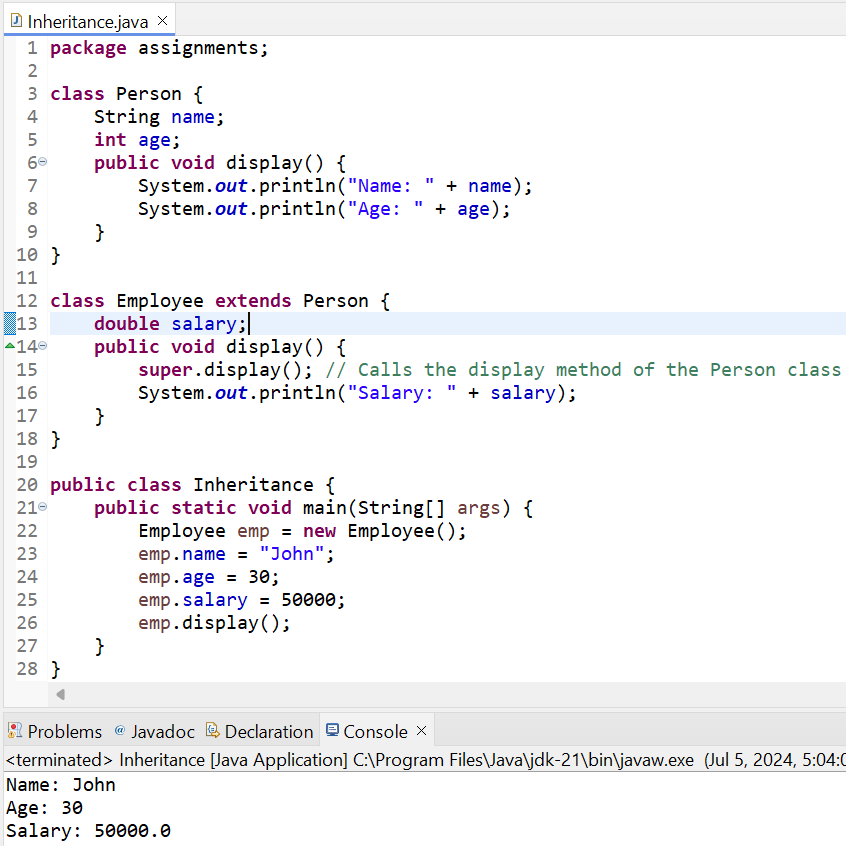 Inheritance.java
1 package assignments;
2
3 class Person {
4     String name;
5     int age;
6     public void display() {
7         System.out.println("Name: " + name);
8         System.out.println("Age: " + age);
9     }
10 }
11
12 class Employee extends Person {
13     double salary;
14     public void display() {
15         super.display(); // Calls the display method of the Person class
16         System.out.println("Salary: " + salary);
17     }
18 }
19
20 public class Inheritance {
21     public static void main(String[] args) {
22         Employee emp = new Employee();
23         emp.name = "John";
24         emp.age = 30;
25         emp.salary = 50000;
26         emp.display();
27     }
28 }
Problems @ Javadoc Declaration Console
<terminated> Inheritance [Java Application] C:\Program Files\Java\jdk-21\bin\javaw.exe (Jul 5, 2024, 5:04:0
Name: John
Age: 30
Salary: 50000.0